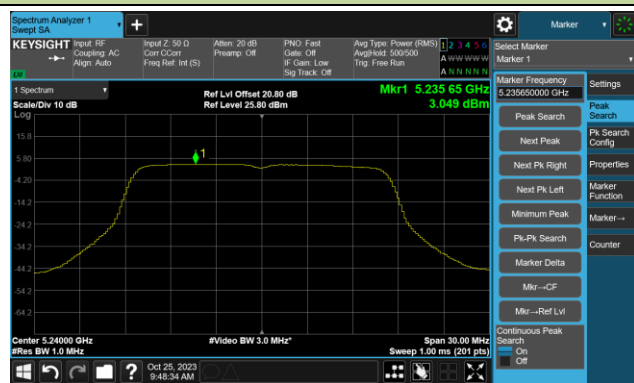 Spectrum Analyzer 1
Swept SA
Marker
KEYSIGHT
Input: RF
Coupling: AC
Align: Auto
Input Z: 50 Ω
Corr CCorr
Freq Ref: Int (S)
Atten: 20 dB
Preamp: Off
PNO: Fast
Gate: Off
IF Gain: Low
Sig Track: Off
Avg Type: Power (RMS)
Avg|Hold: 500/500
Trig: Free Run
1 2 3 4 5 6
A W W W W W
A N N N N N
LXI
Select Marker
Marker 1
1 Spectrum
Scale/Div 10 dB
Log
Ref Lvl Offset 20.80 dB
Ref Level 25.80 dBm
Mkr1 5.235 65 GHz
3.049 dBm
15.8
5.80
-4.20
-14.2
-24.2
-34.2
-44.2
-54.2
-64.2
1
Center 5.24000 GHz
#Res BW 1.0 MHz
#Video BW 3.0 MHz*
Span 30.00 MHz
Sweep 1.00 ms (201 pts)
Marker Frequency
5.235650000 GHz
Peak Search
Next Peak
Next Pk Right
Next Pk Left
Minimum Peak
Pk-Pk Search
Marker Delta
Mkr→CF
Mkr→Ref Lvl
Continuous Peak
Search
On
Off
Settings
Peak
Search
Pk Search
Config
Properties
Marker
Function
Marker→
Counter
Oct 25, 2023
9:48:34 AM